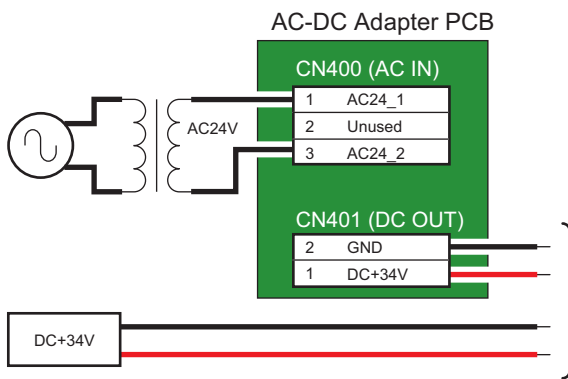 AC-DC Adapter PCB
CN400 (AC IN)
1 AC24_1
AC24V
2 Unused
3 AC24_2
CN401 (DC OUT)
2 GND
1 DC+34V
DC+34V